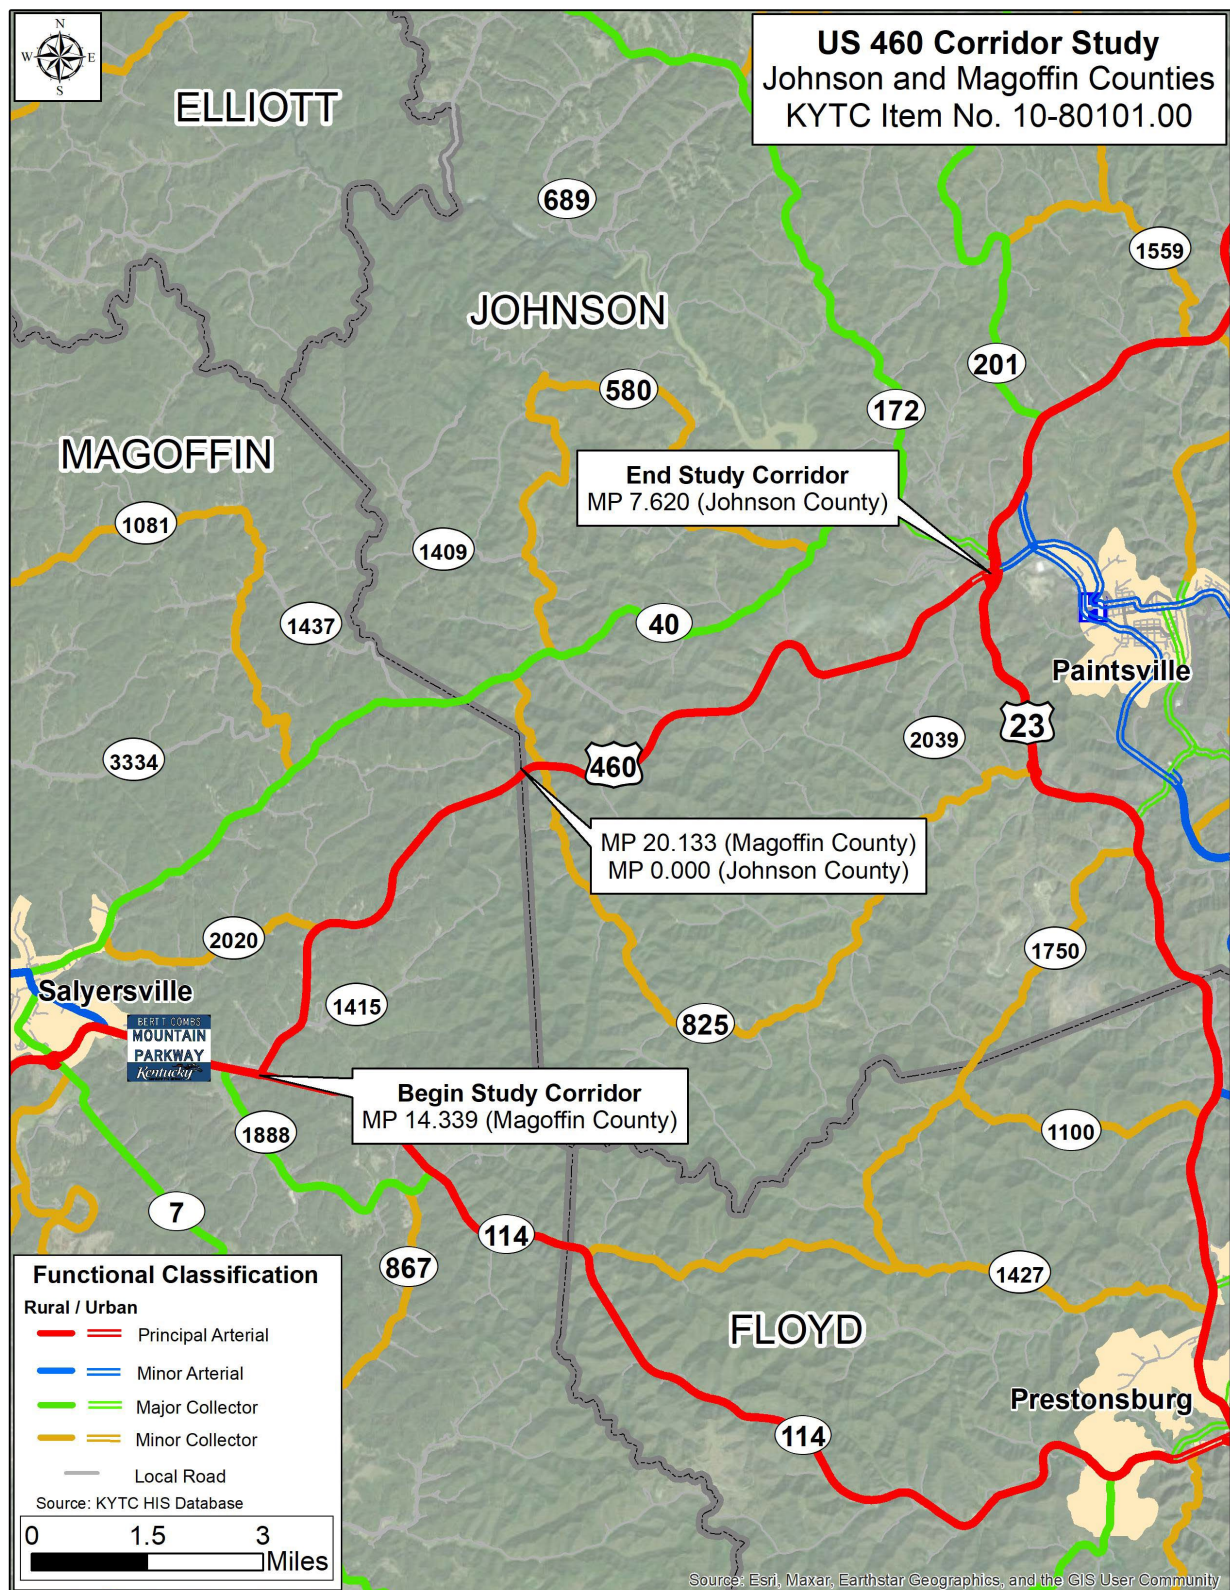 US 460 Corridor Study
Johnson and Magoffin Counties
KYTC Item No. 10-80101.00
N
W
E
S
ELLIOTT
689
1559
JOHNSON
201
580
172
MAGOFFIN
End Study Corridor
MP 7.620 (Johnson County)
1081
1409
1437
40
Paintsville
23
2039
3334
460
MP 20.133 (Magoffin County)
MP 0.000 (Johnson County)
2020
1750
Salyersville
1415
825
BERT T COMBS
MOUNTAIN
PARKWAY
Kentucky
Begin Study Corridor
MP 14.339 (Magoffin County)
1888
1100
7
114
867
1427
FLOYD
Prestonsburg
114
Functional Classification
Rural / Urban
Principal Arterial
Minor Arterial
Major Collector
Minor Collector
Local Road
Source: KYTC HIS Database
0 1.5 3
Miles
Source: Esri, Maxar, Earthstar Geographics, and the GIS User Community